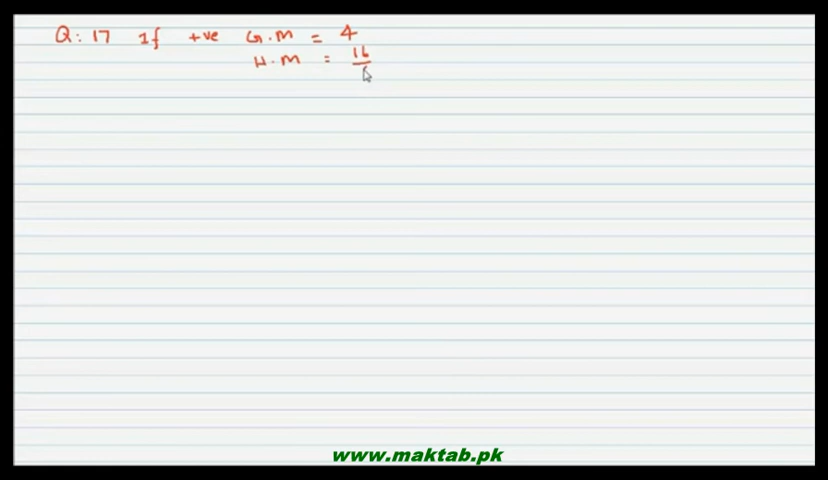 Q: 17 If +ve G.M = 4
H.M = 16
www.maktab.pk